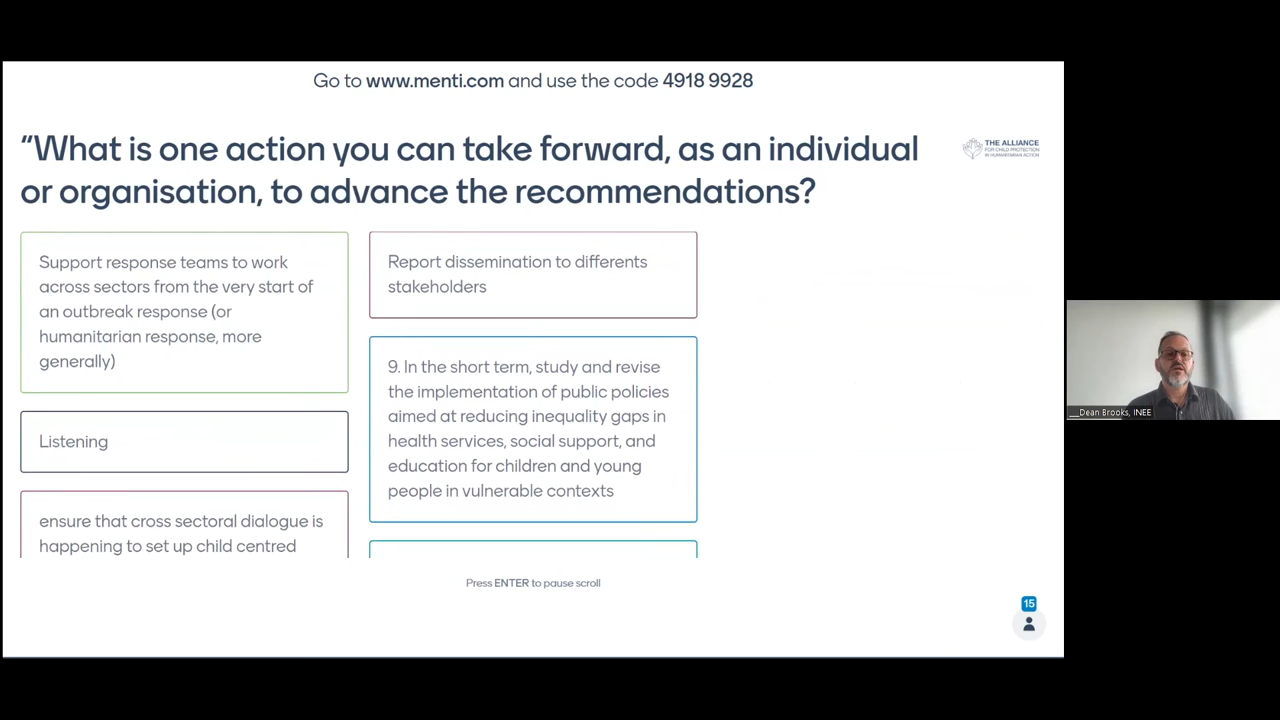 Go to www.menti.com and use the code 4918 9928
"What is one action you can take forward, as an individual
or organisation, to advance the recommendations?
THE ALLIANCE
FOR CHILD PROTECTION
IN HUMANITARIAN ACTION
Support response teams to work
across sectors from the very start of
an outbreak response (or
humanitarian response, more
generally)
Listening
ensure that cross sectoral dialogue is
happening to set up child centred
Report dissemination to differents
stakeholders
9. In the short term, study and revise
the implementation of public policies
aimed at reducing inequality gaps in
health services, social support, and
education for children and young
people in vulnerable contexts
Press ENTER to pause scroll
15
__Dean Brooks, INEE